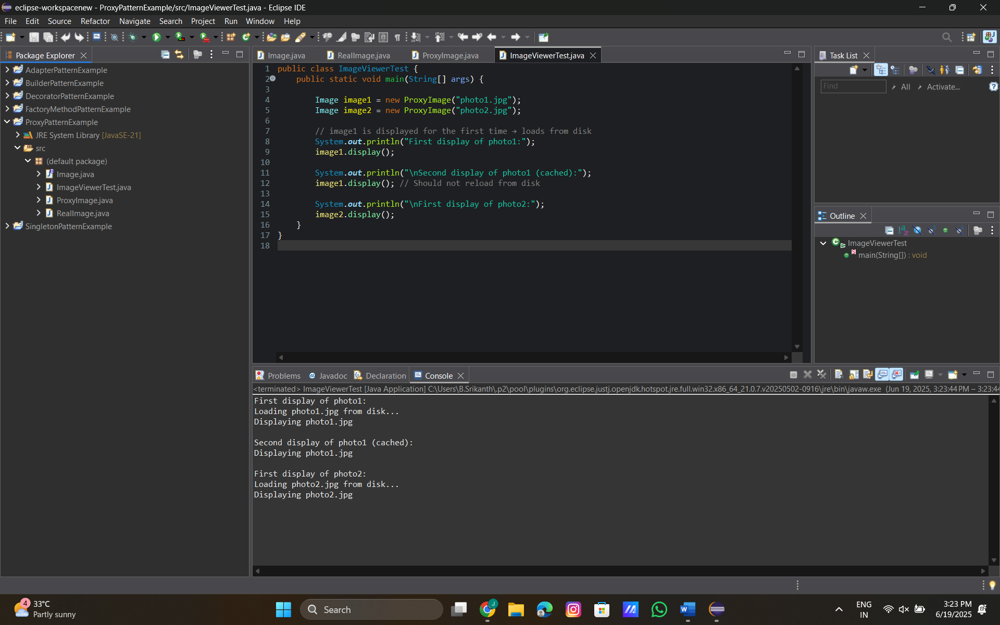 eclipse-workspacenew - ProxyPatternExample/src/ImageViewerTest.java - Eclipse IDE
File Edit Source Refactor Navigate Search Project Run Window Help
Package Explorer
AdapterPatternExample
BuilderPatternExample
DecoratorPatternExample
FactoryMethodPatternExample
ProxyPatternExample
JRE System Library [JavaSE-21]
src
(default package)
Image.java
ImageViewerTest.java
ProxyImage.java
RealImage.java
SingletonPatternExample
Image.java RealImage.java ProxyImage.java ImageViewerTest.java
1 public class ImageViewerTest {
2 public static void main(String[] args) {
3
4 Image image1 = new ProxyImage("photo1.jpg");
5 Image image2 = new ProxyImage("photo2.jpg");
6
7 // image1 is displayed for the first time → loads from disk
8 System.out.println("First display of photo1:");
9 image1.display();
10
11 System.out.println("\nSecond display of photo1 (cached):");
12 image1.display(); // Should not reload from disk
13
14 System.out.println("\nFirst display of photo2:");
15 image2.display();
16 }
17 }
18
Task List
Find All Activate...
Outline
ImageViewerTest
main(String[]) : void
Problems Javadoc Declaration Console
<terminated> ImageViewerTest [Java Application] C:\Users\B.Srikanth\.p2\pool\plugins\org.eclipse.justj.openjdk.hotspot.jre.full.win32.x86_64_21.0.7.v20250502-0916\jre\bin\javaw.exe (Jun 19, 2025, 3:23:44 PM – 3:23:44
First display of photo1:
Loading photo1.jpg from disk...
Displaying photo1.jpg
Second display of photo1 (cached):
Displaying photo1.jpg
First display of photo2:
Loading photo2.jpg from disk...
Displaying photo2.jpg
4
33°C
Partly sunny
Search
J
ENG
IN
3:23 PM
6/19/2025